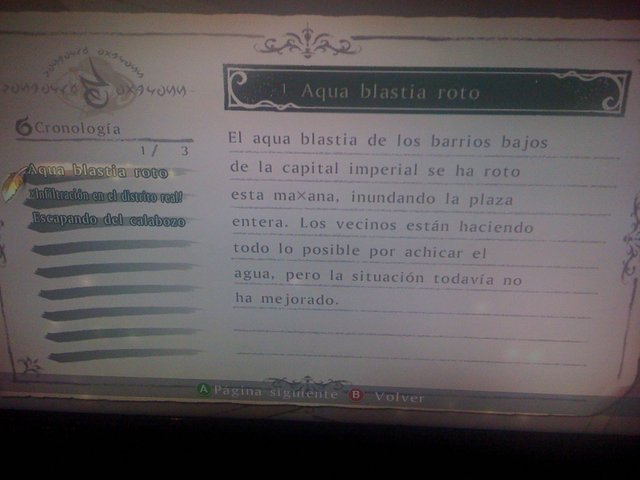 Cronología
1 / 3
Aqua blastia roto
¡Infiltración en el distrito real!
Escapando del calabozo
1 Aqua blastia roto
El aqua blastia de los barrios bajos
de la capital imperial se ha roto
esta ma×ana, inundando la plaza
entera. Los vecinos están haciendo
todo lo posible por achicar el
agua, pero la situación todavía no
ha mejorado.
A Página siguiente B Volver